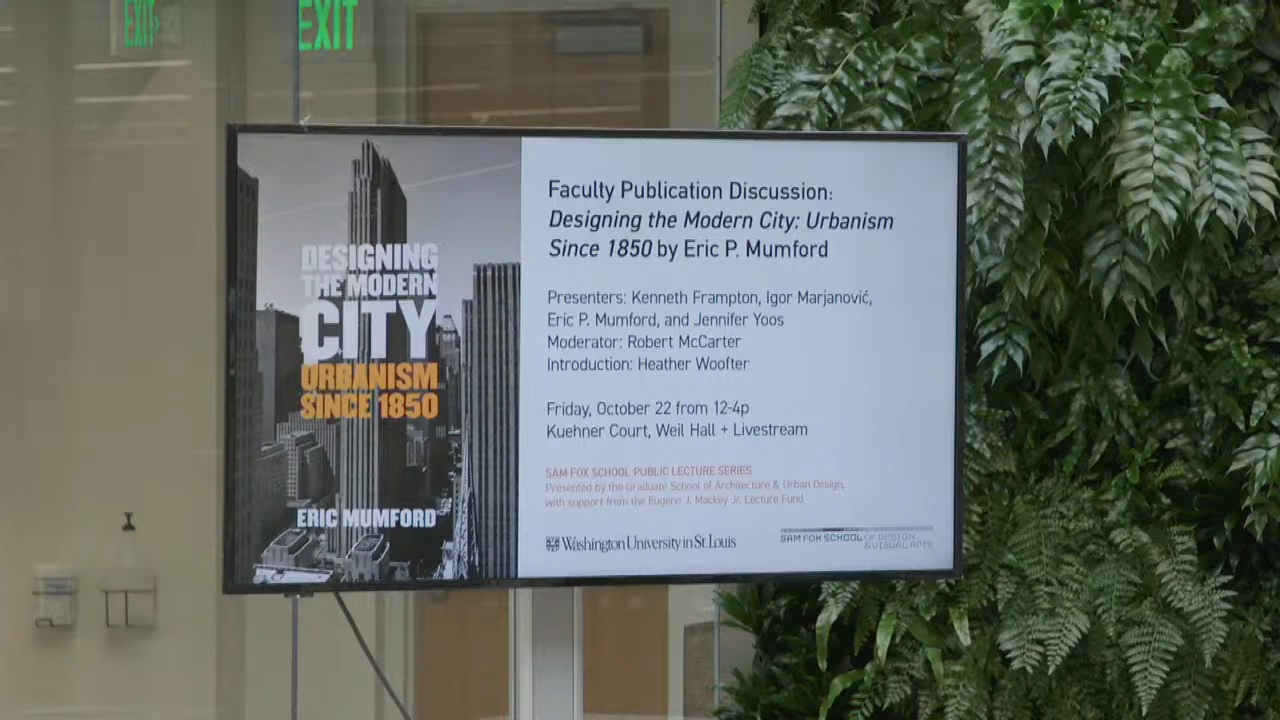 EXIT
EXIT
DESIGNING
THE MODERN
CITY
URBANISM
SINCE 1850
ERIC MUMFORD
Faculty Publication Discussion:
Designing the Modern City: Urbanism
Since 1850 by Eric P. Mumford
Presenters: Kenneth Frampton, Igor Marjanović,
Eric P. Mumford, and Jennifer Yoos
Moderator: Robert McCarter
Introduction: Heather Woofter
Friday, October 22 from 12-4p
Kuehner Court, Weil Hall + Livestream
SAM FOX SCHOOL PUBLIC LECTURE SERIES
Presented by the Graduate School of Architecture & Urban Design,
with support from the Eugene J. Mackey Jr. Lecture Fund
Washington University in St. Louis
SAM FOX SCHOOL OF DESIGN
& VISUAL ARTS